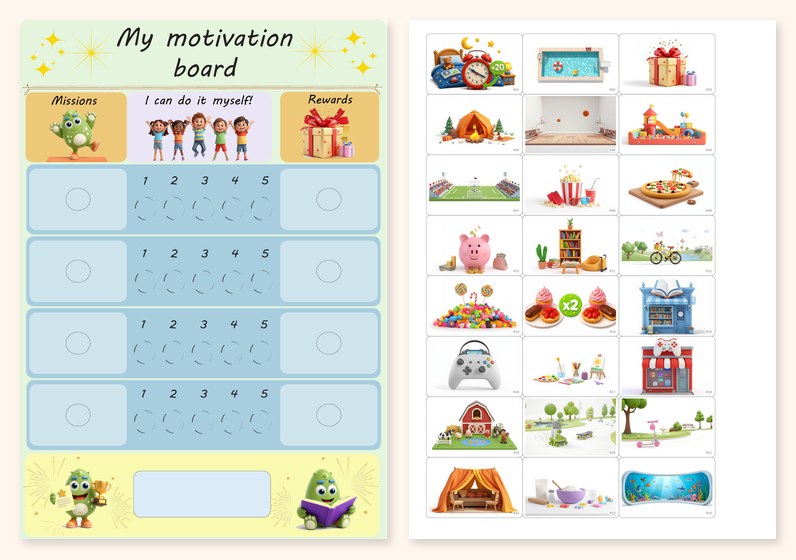 My motivation
board
Missions
I can do it myself!
Rewards
1 2 3 4 5
1 2 3 4 5
1 2 3 4 5
1 2 3 4 5
+20
x2